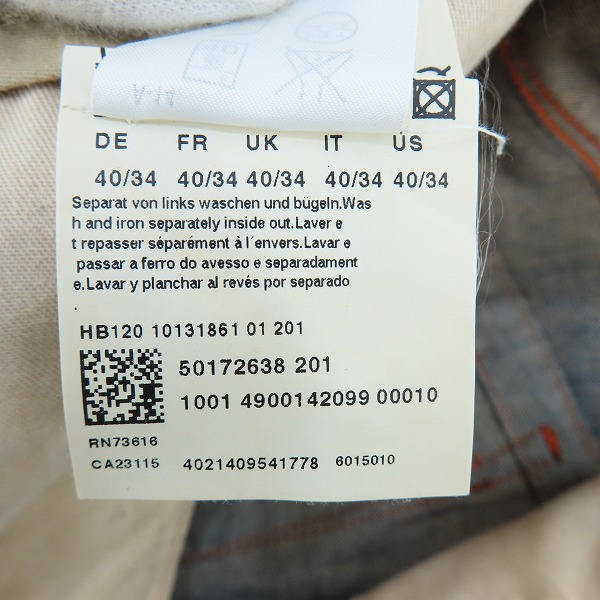 DE FR UK IT US
40/34 40/34 40/34 40/34 40/34
Separat von links waschen und bügeln.Was
h and iron separately inside out.Laver e
t repasser séparément à l´envers.Lavar e
passar a ferro do avesso e separadament
e.Lavar y planchar al revés por separado
.
HB120 10131861 01 201
50172638 201
1001 4900142099 00010
RN73616
CA23115 4021409541778 6015010